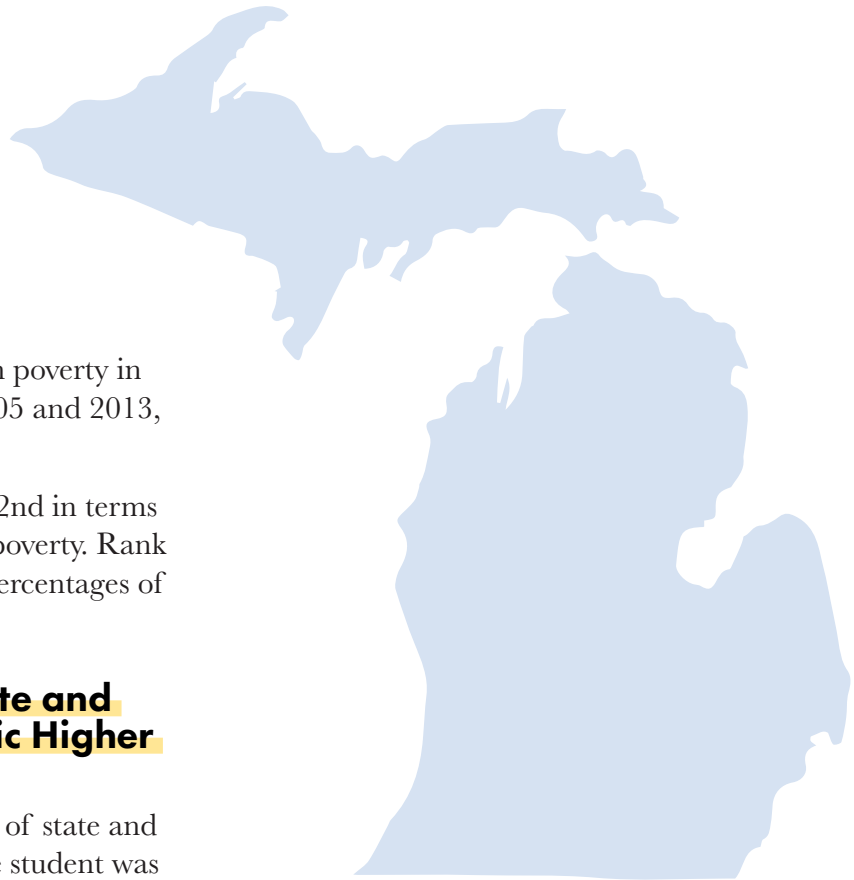 poverty in
05 and 2013,
2nd in terms
poverty. Rank
ercentages of
te and
ic Higher
of state and
student was